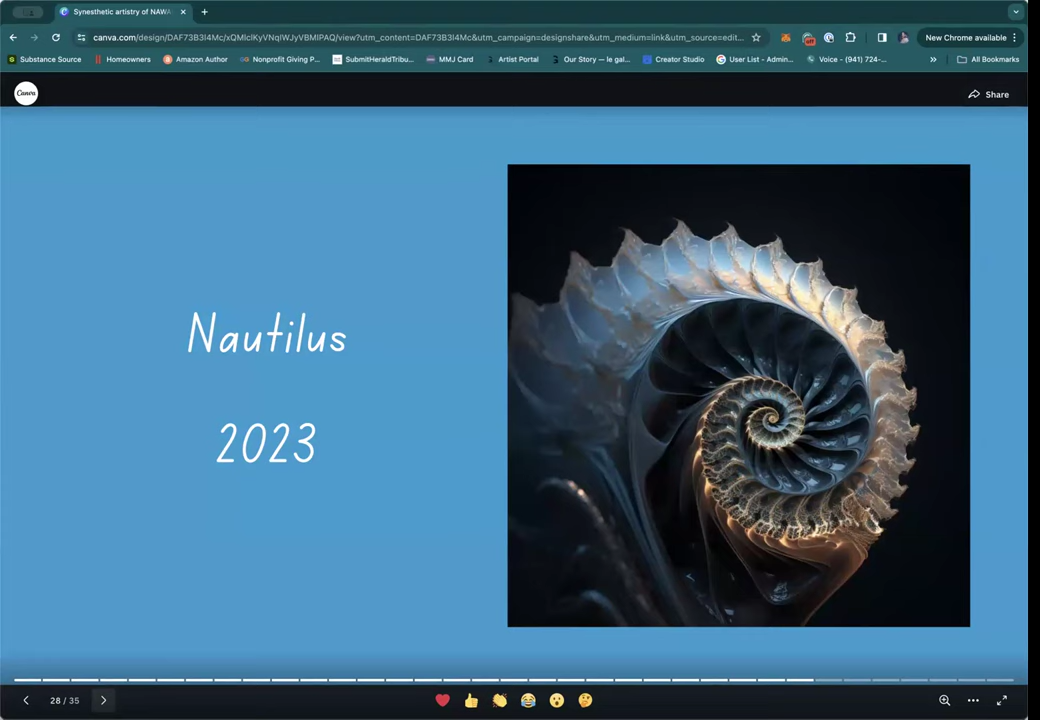 Synesthetic artistry of NAWA
canva.com/design/DAF73B3I4Mc/xQMlclKyVNqIWJyVBMIPAQ/view?utm_content=DAF73B3I4Mc&utm_campaign=designshare&utm_medium=link&utm_source=edit...
New Chrome available
Substance Source
Homeowners
Amazon Author
Nonprofit Giving P...
SubmitHeraldTribu...
MMJ Card
Artist Portal
Our Story — le gal...
Creator Studio
User List - Admin...
Voice - (941) 724-...
All Bookmarks
Canva
Share
Nautilus
2023
28 / 35